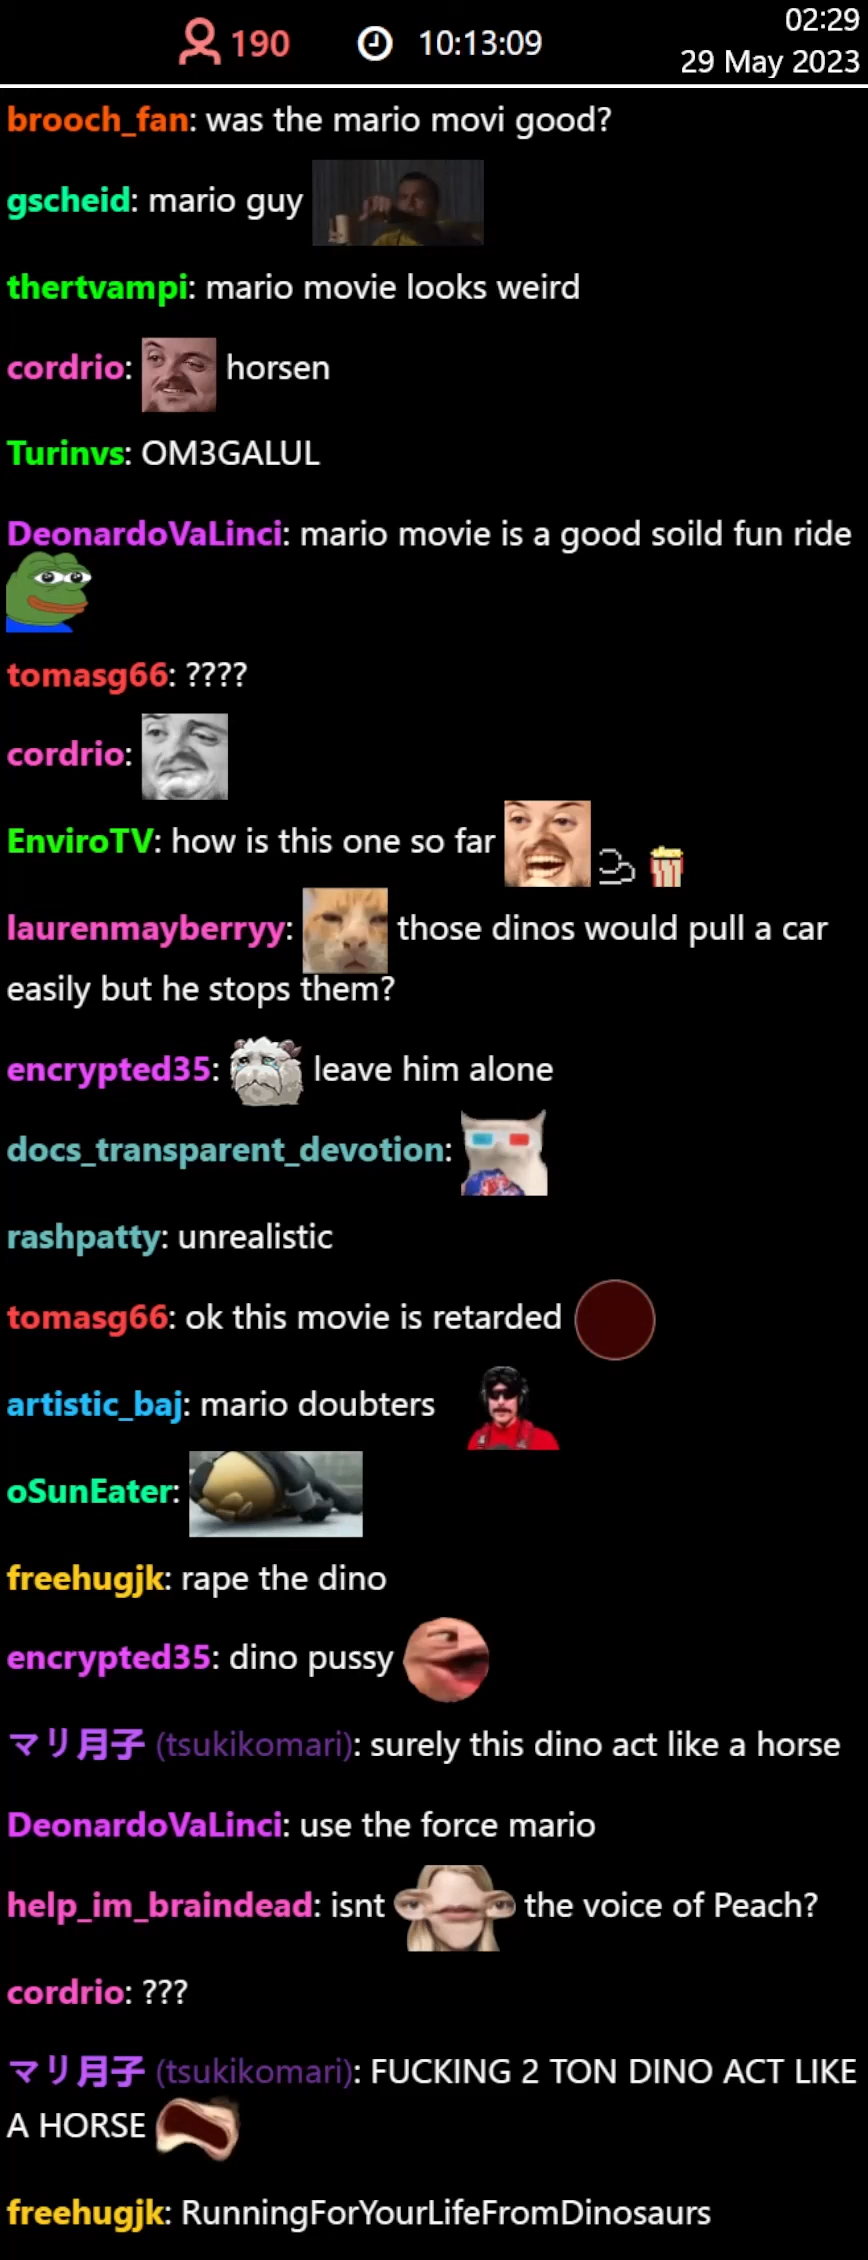 190 10:13:09 02:29
29 May 2023
brooch_fan: was the mario movi good?
gscheid: mario guy
thertvampi: mario movie looks weird
cordrio: horsen
Turinvs: OM3GALUL
DeonardoVaLinci: mario movie is a good soild fun ride
tomasg66: ????
cordrio:
EnviroTV: how is this one so far
laurenmayberryy: those dinos would pull a car
easily but he stops them?
encrypted35: leave him alone
docs_transparent_devotion:
rashpatty: unrealistic
tomasg66: ok this movie is retarded
artistic_baj: mario doubters
oSunEater:
freehugjk: rape the dino
encrypted35: dino pussy
マリ月子 (tsukikomari): surely this dino act like a horse
DeonardoVaLinci: use the force mario
help_im_braindead: isnt the voice of Peach?
cordrio: ???
マリ月子 (tsukikomari): FUCKING 2 TON DINO ACT LIKE
A HORSE
freehugjk: RunningForYourLifeFromDinosaurs